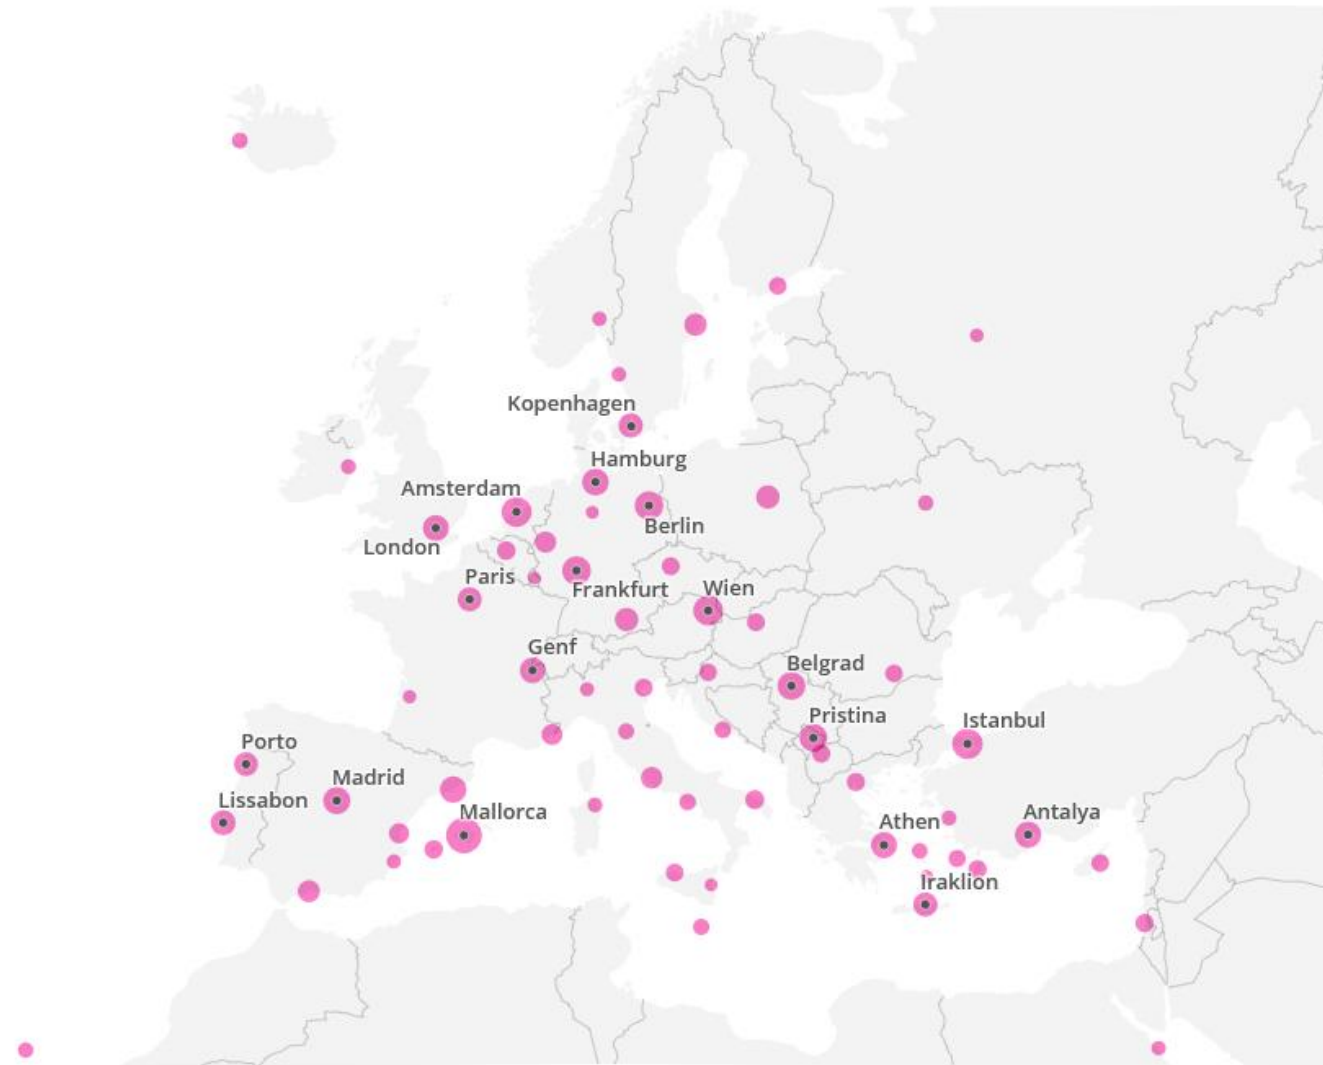 Kopenhagen
Hamburg
Amsterdam
Berlin
London
Paris
Frankfurt
Wien
Genf
Belgrad
Pristina
Istanbul
Porto
Madrid
Lissabon
Mallorca
Athen
Antalya
Iraklion